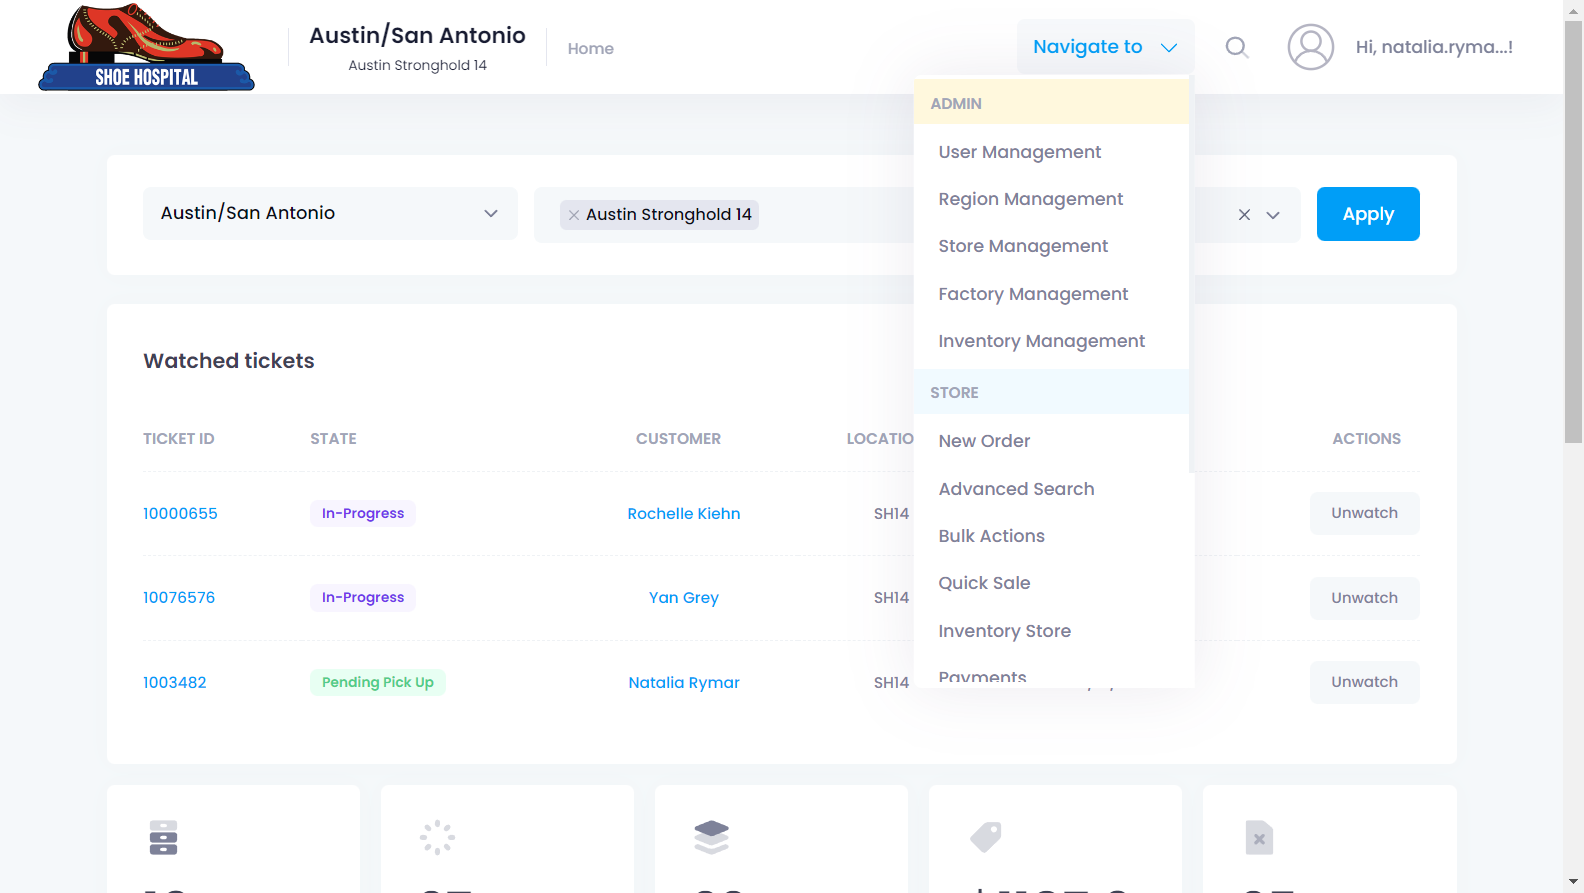 SHOE HOSPITAL
Austin/San Antonio
Austin Stronghold 14
Home
Navigate to
Hi, natalia.ryma...!
ADMIN
User Management
Region Management
Store Management
Factory Management
Inventory Management
STORE
New Order
Advanced Search
Bulk Actions
Quick Sale
Inventory Store
Payments
Austin/San Antonio
× Austin Stronghold 14
Apply
Watched tickets
TICKET ID STATE CUSTOMER LOCATIO ACTIONS
10000655 In-Progress Rochelle Kiehn SH14 Unwatch
10076576 In-Progress Yan Grey SH14 Unwatch
1003482 Pending Pick Up Natalia Rymar SH14 Unwatch